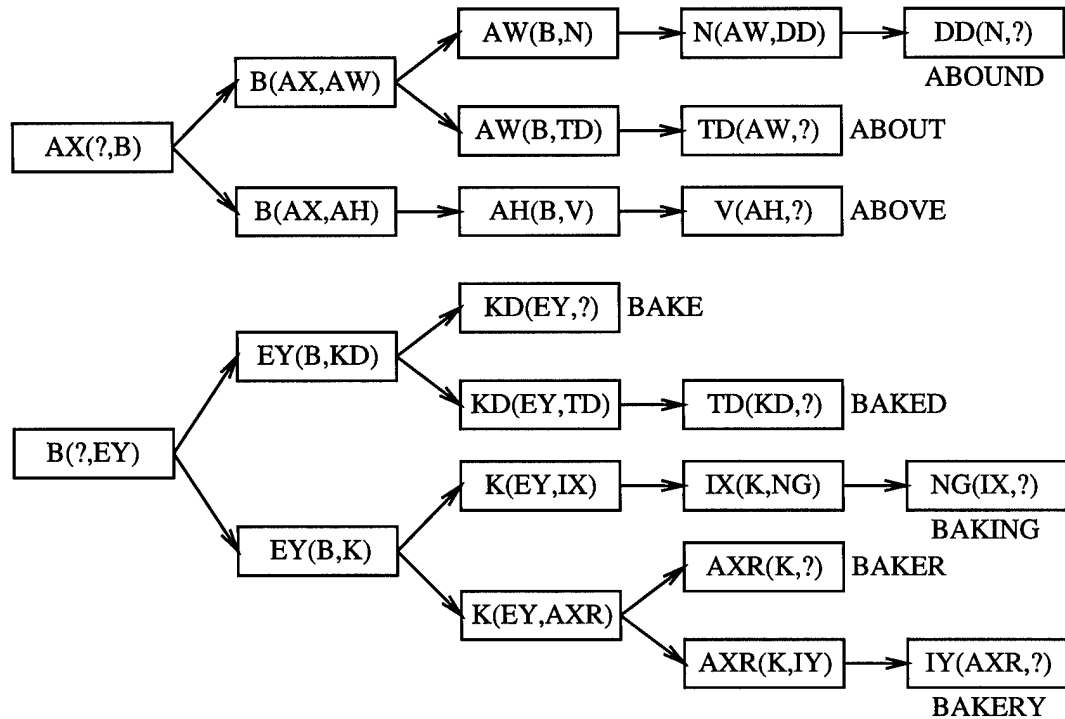 AW(B,N) N(AW,DD) DD(N,?)
B(AX,AW) ABOUND
AX(?,B) AW(B,TD) TD(AW,?) ABOUT
B(AX,AH) AH(B,V) V(AH,?) ABOVE
KD(EY,?) BAKE
EY(B,KD)
KD(EY,TD) TD(KD,?) BAKED
B(?,EY)
K(EY,IX) IX(K,NG) NG(IX,?)
BAKING
EY(B,K)
AXR(K,?) BAKER
K(EY,AXR)
AXR(K,IY) IY(AXR,?)
BAKERY